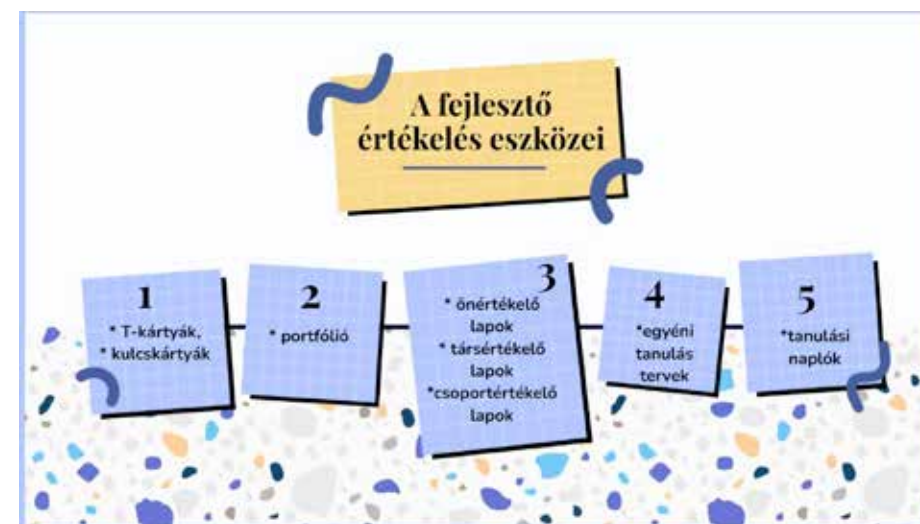 A fejlesztő
értékelés eszközei
1
* T-kártyák,
* kulcskártyák
2
* portfólió
3
* önértékelő
lapok
* társértékelő
lapok
*csoportértékelő
lapok
4
*egyéni
tanulás
tervek
5
*tanulási
naplók